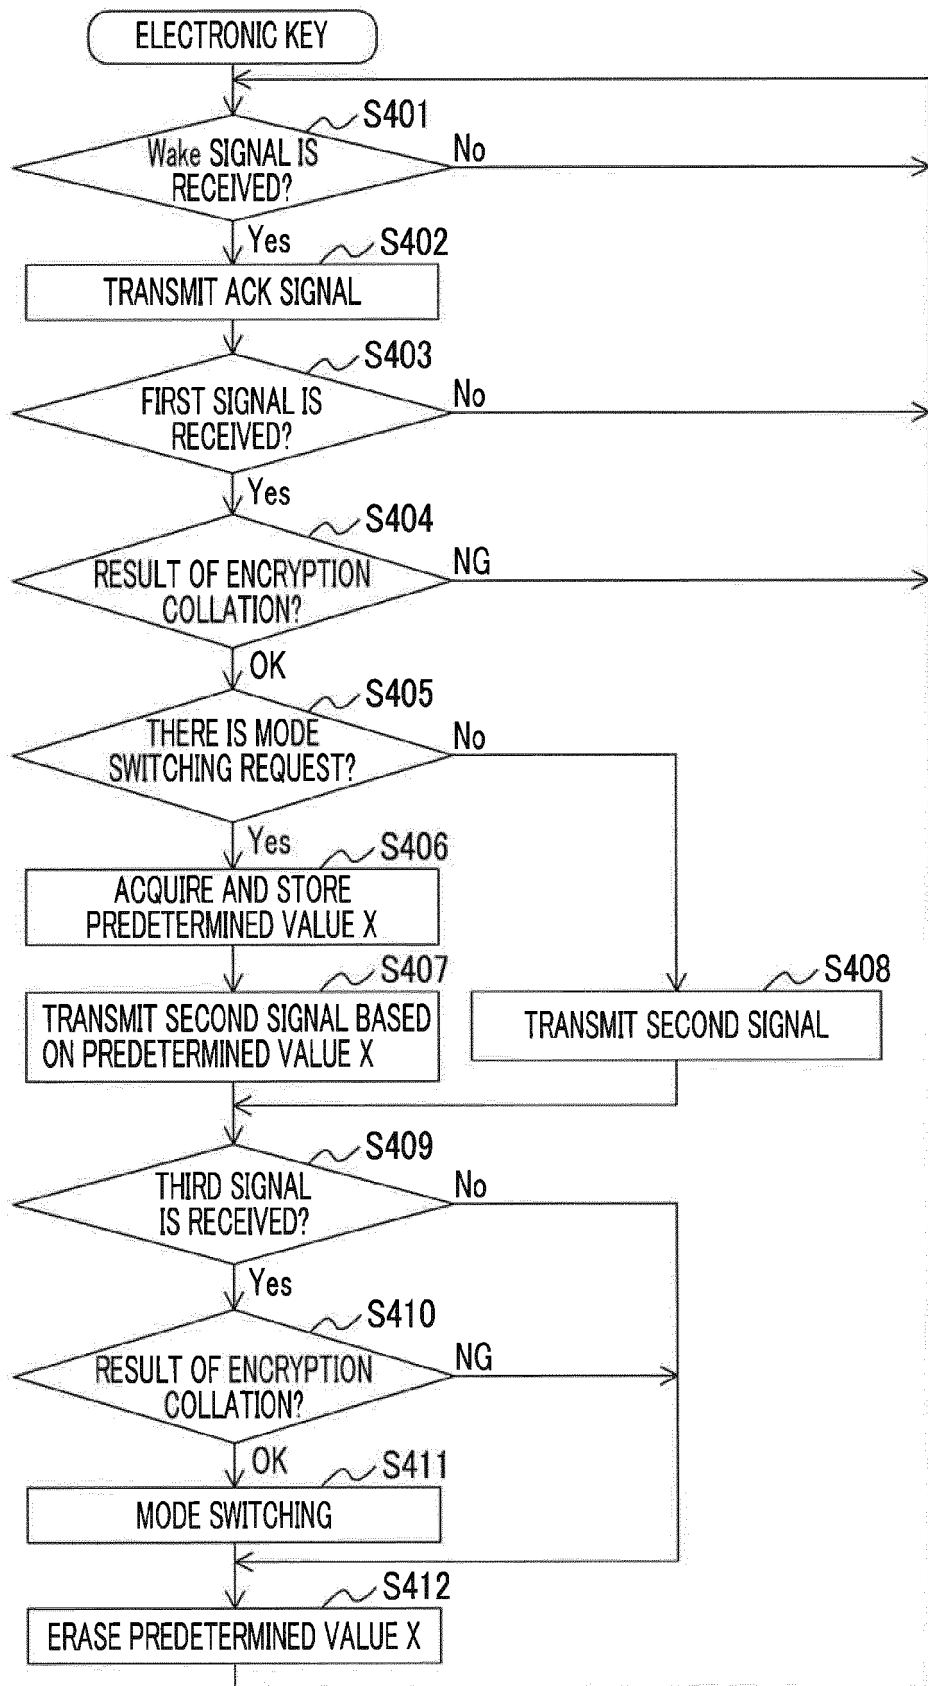 ELECTRONIC KEY
S401
Wake SIGNAL IS
RECEIVED?
No
Yes
S402
TRANSMIT ACK SIGNAL
S403
FIRST SIGNAL IS
RECEIVED?
No
Yes
S404
RESULT OF ENCRYPTION
COLLATION?
NG
OK
S405
THERE IS MODE
SWITCHING REQUEST?
No
Yes
S406
ACQUIRE AND STORE
PREDETERMINED VALUE X
S407
TRANSMIT SECOND SIGNAL BASED
ON PREDETERMINED VALUE X
S408
TRANSMIT SECOND SIGNAL
S409
THIRD SIGNAL
IS RECEIVED?
No
Yes
S410
RESULT OF ENCRYPTION
COLLATION?
NG
OK
S411
MODE SWITCHING
S412
ERASE PREDETERMINED VALUE X